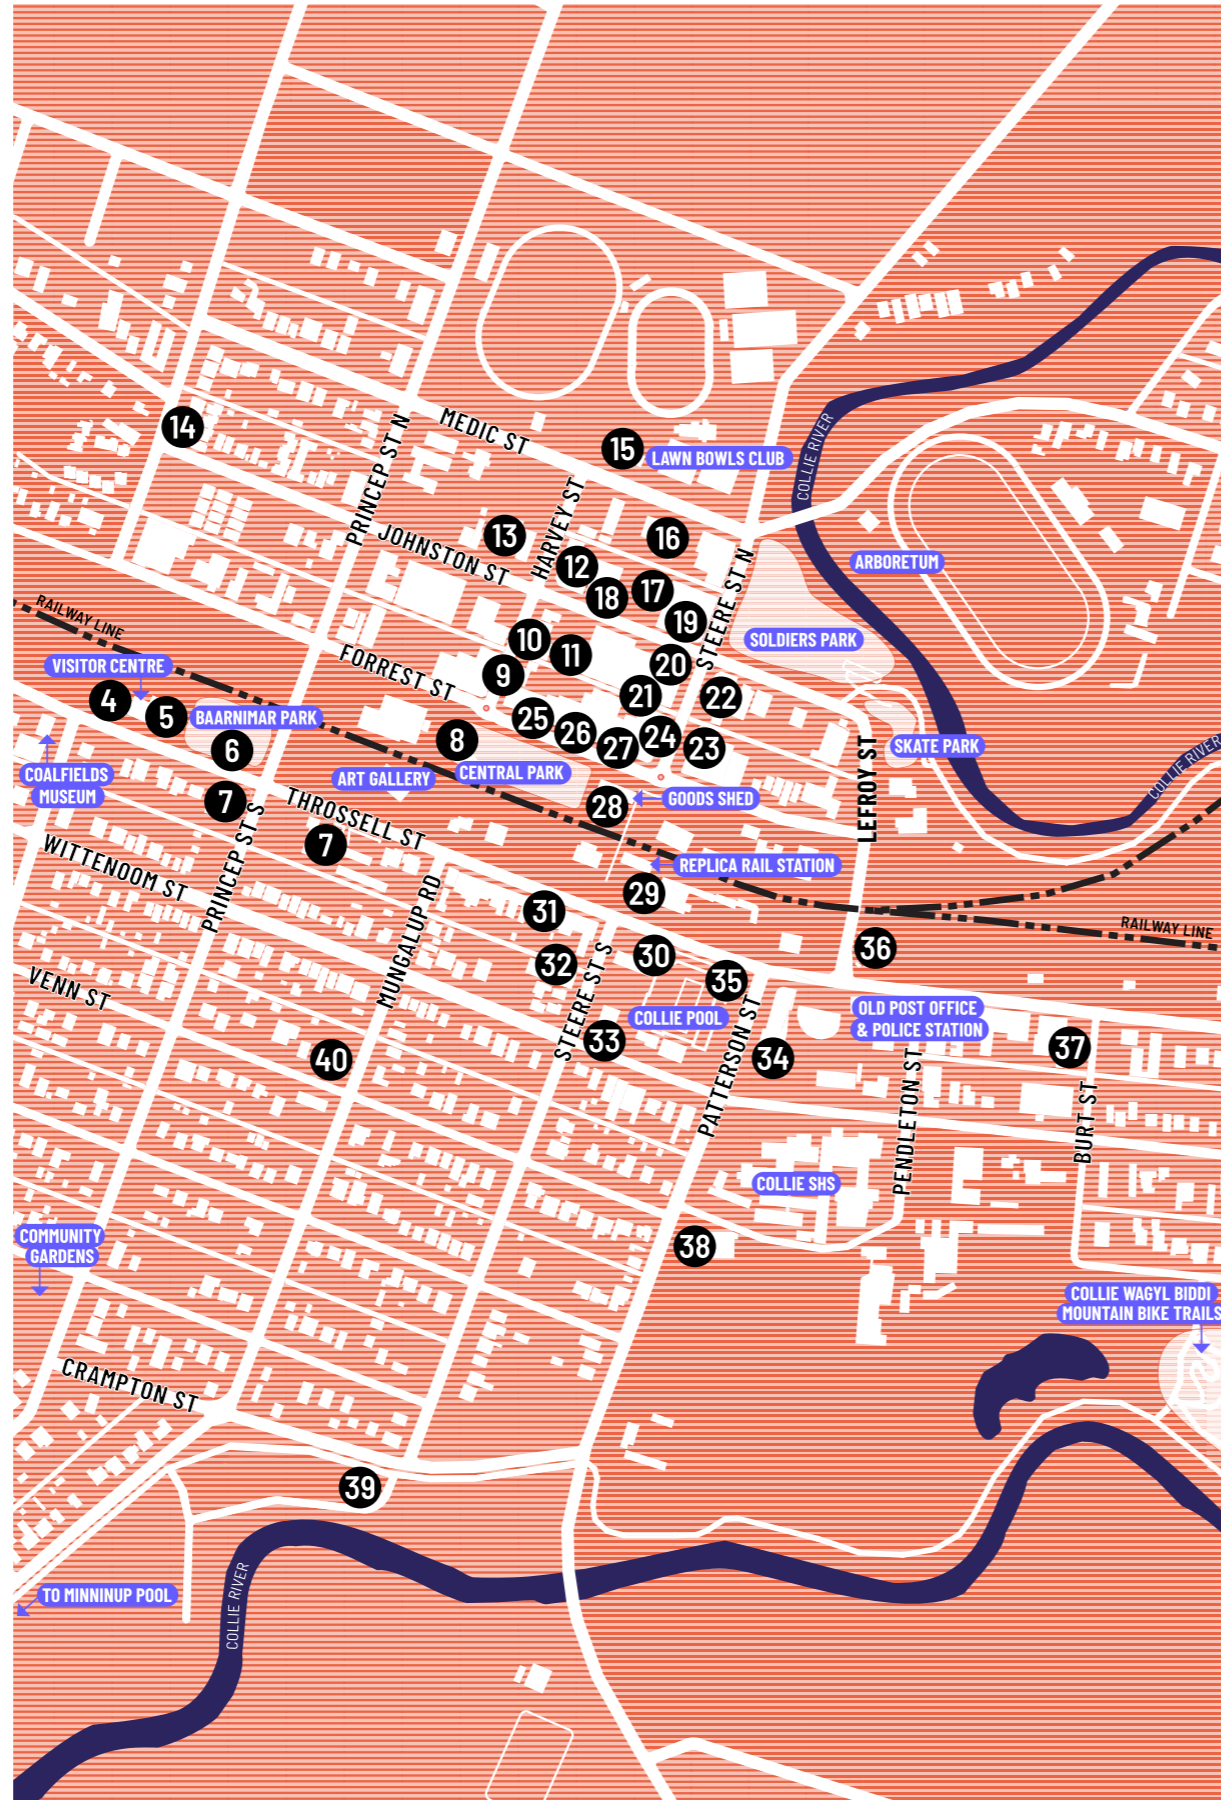 MEDIC ST
14
PRINCEP ST N
15
LAWN BOWLS CLUB
COLLIE RIVER
HARVEY ST
13
JOHNSTON ST
16
12
ARBORETUM
18
17
STEERE ST N
19
RAILWAY LINE
SOLDIERS PARK
10
11
VISITOR CENTRE
FORREST ST
9
20
21
22
4
5
BAARNIMAR PARK
25
26
6
8
27
24
23
SKATE PARK
COALFIELDS
MUSEUM
ART GALLERY
CENTRAL PARK
COLLIE RIVER
7
THROSSELL ST
28
GOODS SHED
LEFROY ST
7
WITTENOOM ST
PRINCEP ST S
REPLICA RAIL STATION
29
31
MUNGALUP RD
RAILWAY LINE
36
30
32
STEERE ST S
35
VENN ST
COLLIE POOL
OLD POST OFFICE
& POLICE STATION
33
PATTERSON ST
34
37
40
PENDLETON ST
BURT ST
COLLIE SHS
COMMUNITY
GARDENS
38
COLLIE WAGYL BIDDI
MOUNTAIN BIKE TRAILS
CRAMPTON ST
39
TO MINNINUP POOL
COLLIE RIVER